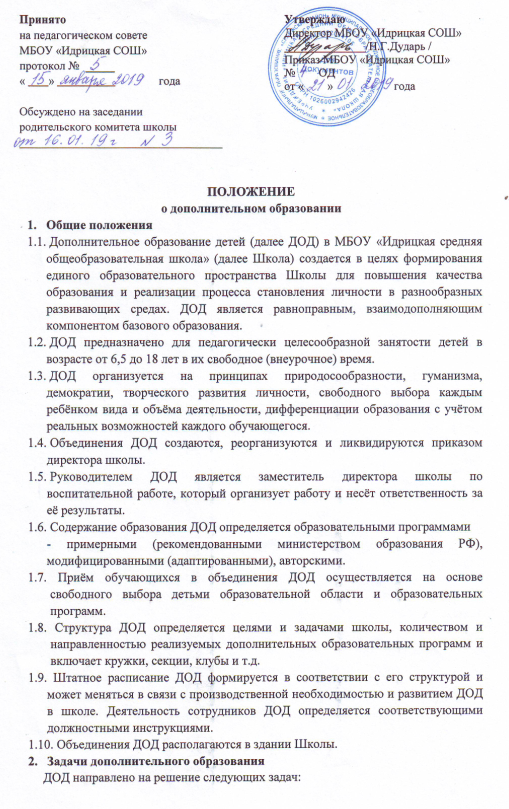 Принято
на педагогическом совете
МБОУ «Идрицкая СОШ»
протокол № 5
« 15 » января 2019 года
Обсуждено на заседании
родительского комитета школы
от 16.01.19 г N 3
Утверждаю
Директор МБОУ «Идрицкая СОШ»
/Н.Г.Дударь /
Приказ МБОУ «Идрицкая СОШ»
№ ОД
от « 21 » 01 2019 года
Документов
ПОЛОЖЕНИЕ
о дополнительном образовании
1. Общие положения
1.1. Дополнительное образование детей (далее ДОД) в МБОУ «Идрицкая средняя
общеобразовательная школа» (далее Школа) создается в целях формирования
единого образовательного пространства Школы для повышения качества
образования и реализации процесса становления личности в разнообразных
развивающих средах. ДОД является равноправным, взаимодополняющим
компонентом базового образования.
1.2. ДОД предназначено для педагогически целесообразной занятости детей в
возрасте от 6,5 до 18 лет в их свободное (внеурочное) время.
1.3. ДОД организуется на принципах природосообразности, гуманизма,
демократии, творческого развития личности, свободного выбора каждым
ребёнком вида и объёма деятельности, дифференциации образования с учётом
реальных возможностей каждого обучающегося.
1.4. Объединения ДОД создаются, реорганизуются и ликвидируются приказом
директора школы.
1.5. Руководителем ДОД является заместитель директора школы по
воспитательной работе, который организует работу и несёт ответственность за
её результаты.
1.6. Содержание образования ДОД определяется образовательными программами
- примерными (рекомендованными министерством образования РФ),
модифицированными (адаптированными), авторскими.
1.7. Приём обучающихся в объединения ДОД осуществляется на основе
свободного выбора детьми образовательной области и образовательных
программ.
1.8. Структура ДОД определяется целями и задачами школы, количеством и
направленностью реализуемых дополнительных образовательных программ и
включает кружки, секции, клубы и т.д.
1.9. Штатное расписание ДОД формируется в соответствии с его структурой и
может меняться в связи с производственной необходимостью и развитием ДОД
в школе. Деятельность сотрудников ДОД определяется соответствующими
должностными инструкциями.
1.10. Объединения ДОД располагаются в здании Школы.
2. Задачи дополнительного образования
ДОД направлено на решение следующих задач: